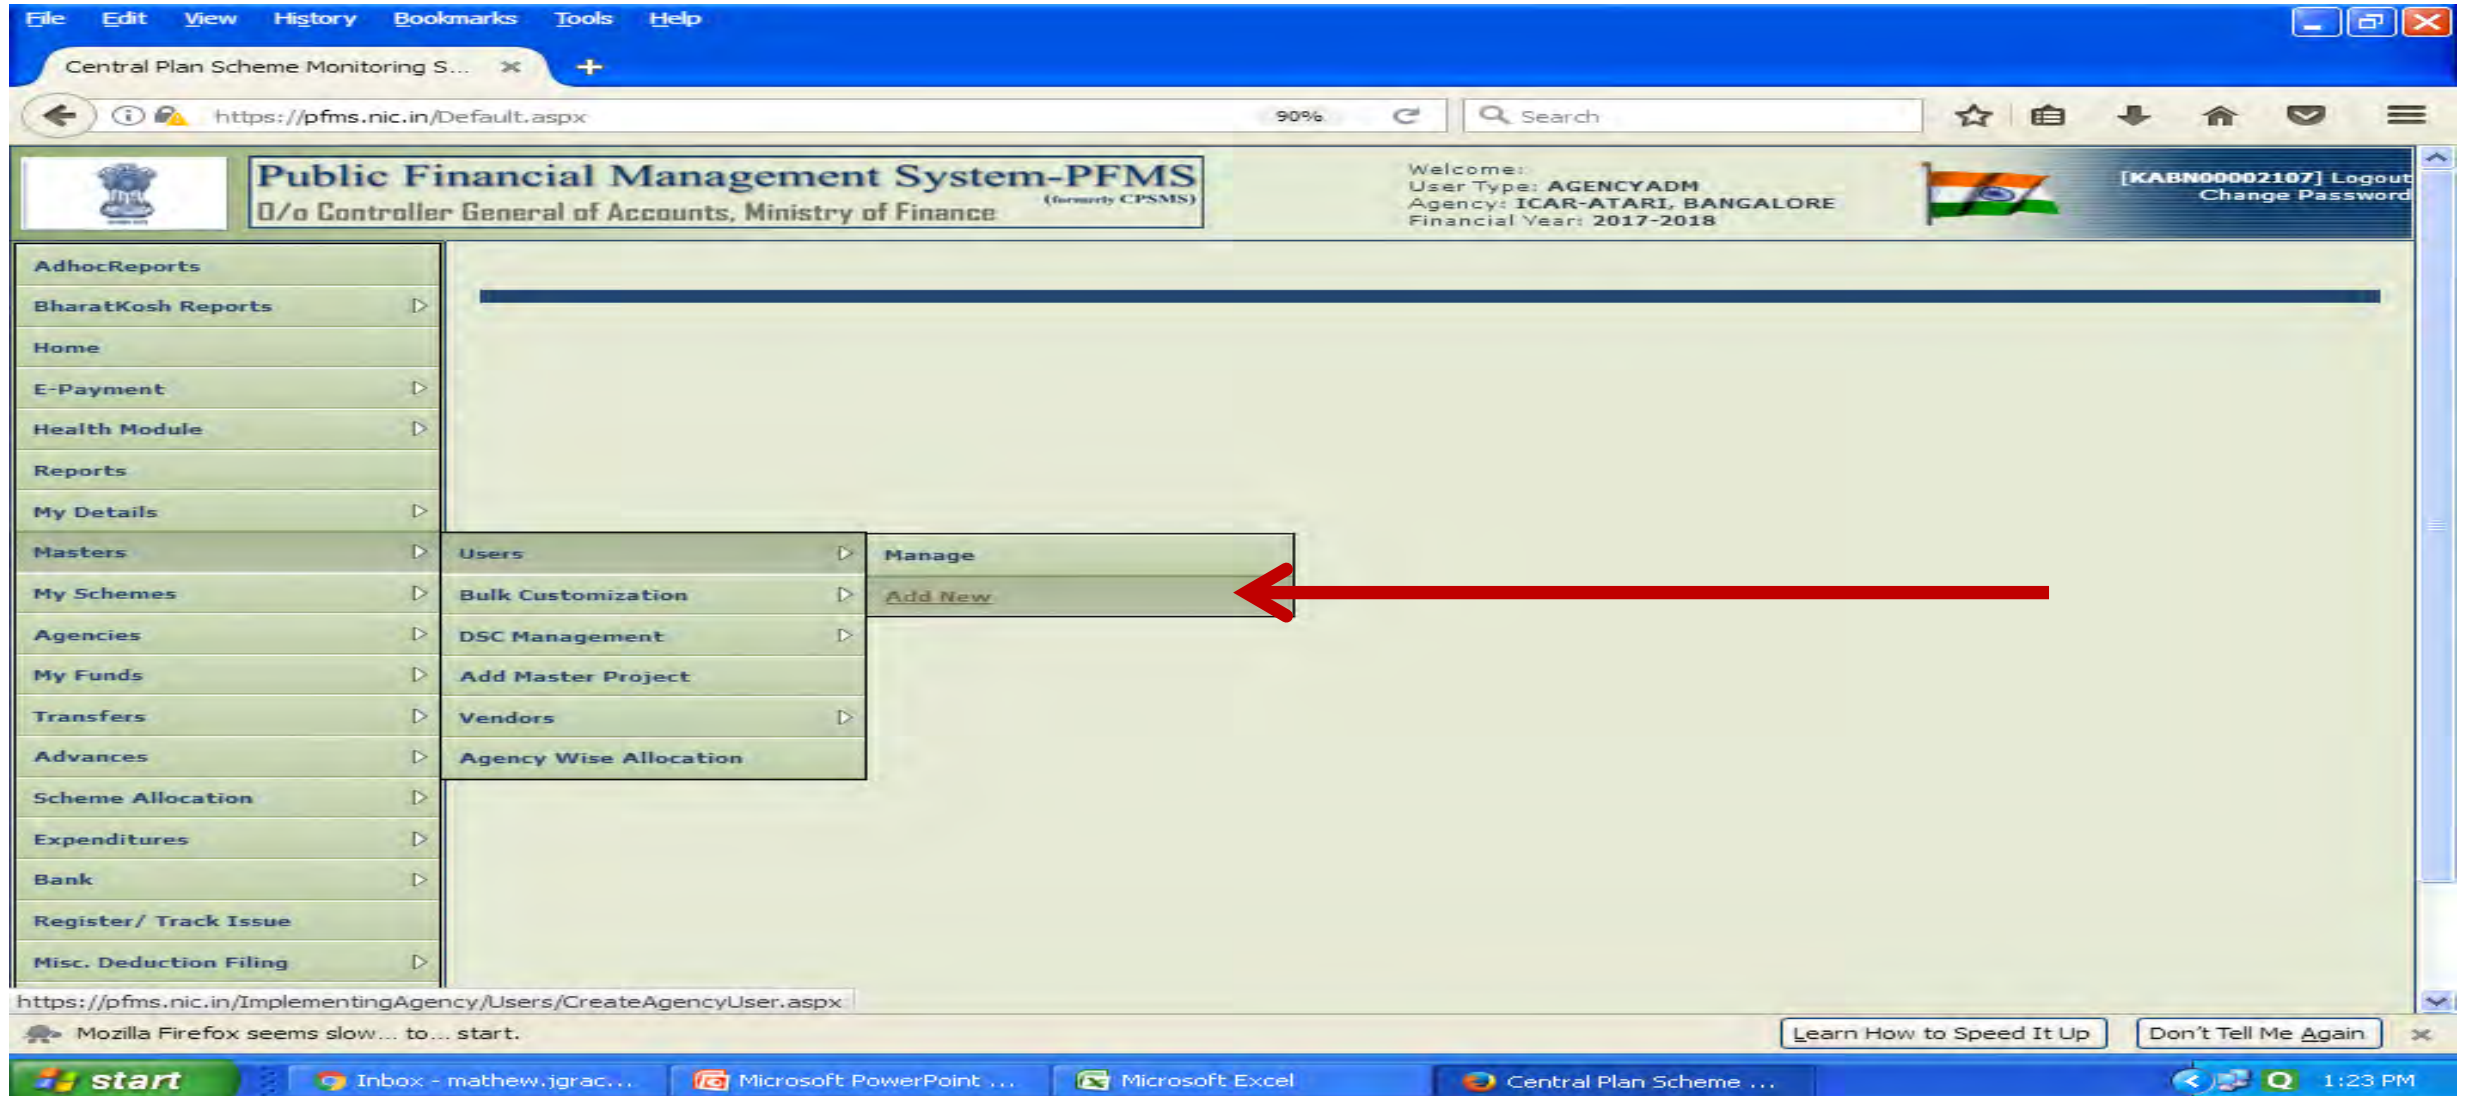 File Edit View History Bookmarks Tools Help
Central Plan Scheme Monitoring S...
https://pfms.nic.in/Default.aspx 90% Search
Public Financial Management System-PFMS
(formerly CPSMS)
O/o Controller General of Accounts, Ministry of Finance
Welcome:
User Type: AGENCYADM
Agency: ICAR-ATARI, BANGALORE
Financial Year: 2017-2018
[KABN00002107] Logout
Change Password
AdhocReports
BharatKosh Reports
Home
E-Payment
Health Module
Reports
My Details
Masters Users Manage
My Schemes Bulk Customization Add New
Agencies DSC Management
My Funds Add Master Project
Transfers Vendors
Advances Agency Wise Allocation
Scheme Allocation
Expenditures
Bank
Register/ Track Issue
Misc. Deduction Filing
https://pfms.nic.in/ImplementingAgency/Users/CreateAgencyUser.aspx
Mozilla Firefox seems slow... to... start. Learn How to Speed It Up Don't Tell Me Again
start Inbox - mathew.jgrac... Microsoft PowerPoint ... Microsoft Excel Central Plan Scheme ... 1:23 PM